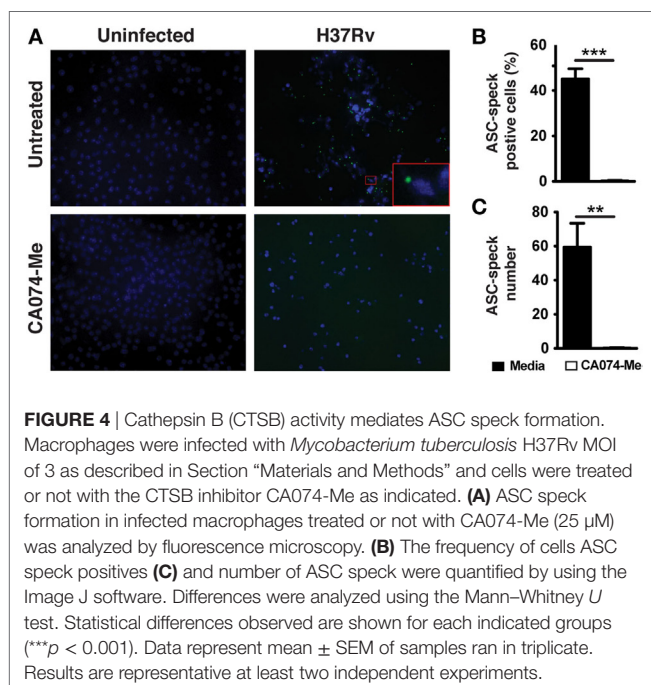 A
Uninfected
H37Rv
Untreated
CA074-Me
B
ASC-speck
postive cells (%)
60
40
20
0
***
C
ASC-speck
number
80
60
40
20
0
**
Media
CA074-Me
FIGURE 4 | Cathepsin B (CTSB) activity mediates ASC speck formation.
Macrophages were infected with Mycobacterium tuberculosis H37Rv MOI
of 3 as described in Section “Materials and Methods” and cells were treated
or not with the CTSB inhibitor CA074-Me as indicated. (A) ASC speck
formation in infected macrophages treated or not with CA074-Me (25 µM)
was analyzed by fluorescence microscopy. (B) The frequency of cells ASC
speck positives (C) and number of ASC speck were quantified by using the
Image J software. Differences were analyzed using the Mann–Whitney U
test. Statistical differences observed are shown for each indicated groups
(***p < 0.001). Data represent mean ± SEM of samples ran in triplicate.
Results are representative at least two independent experiments.